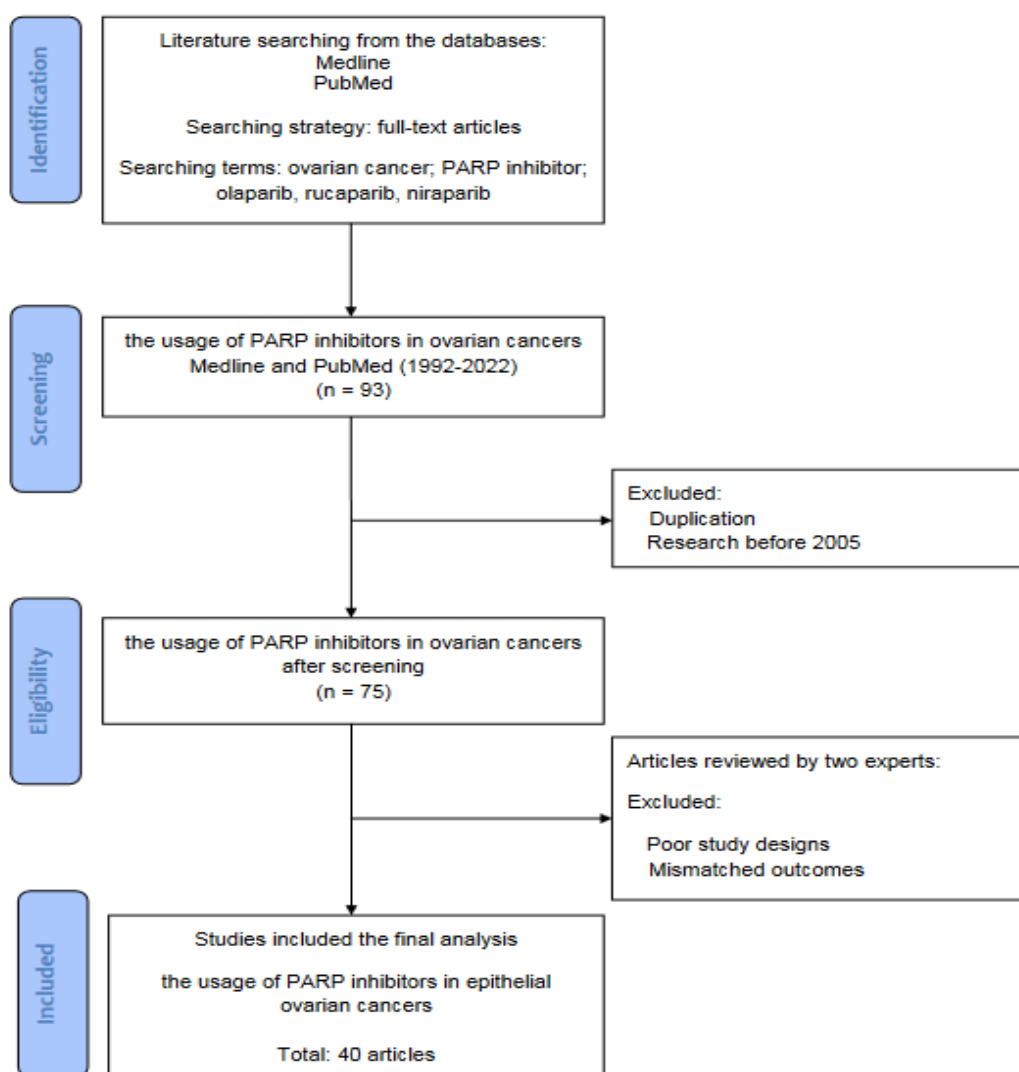 Identification
Literature searching from the databases:
Medline
PubMed
Searching strategy: full-text articles
Searching terms: ovarian cancer; PARP inhibitor;
olaparib, rucaparib, niraparib
Screening
the usage of PARP inhibitors in ovarian cancers
Medline and PubMed (1992-2022)
(n = 93)
Excluded:
Duplication
Research before 2005
Eligibility
the usage of PARP inhibitors in ovarian cancers
after screening
(n = 75)
Articles reviewed by two experts:
Excluded:
Poor study designs
Mismatched outcomes
Included
Studies included the final analysis
the usage of PARP inhibitors in epithelial
ovarian cancers
Total: 40 articles